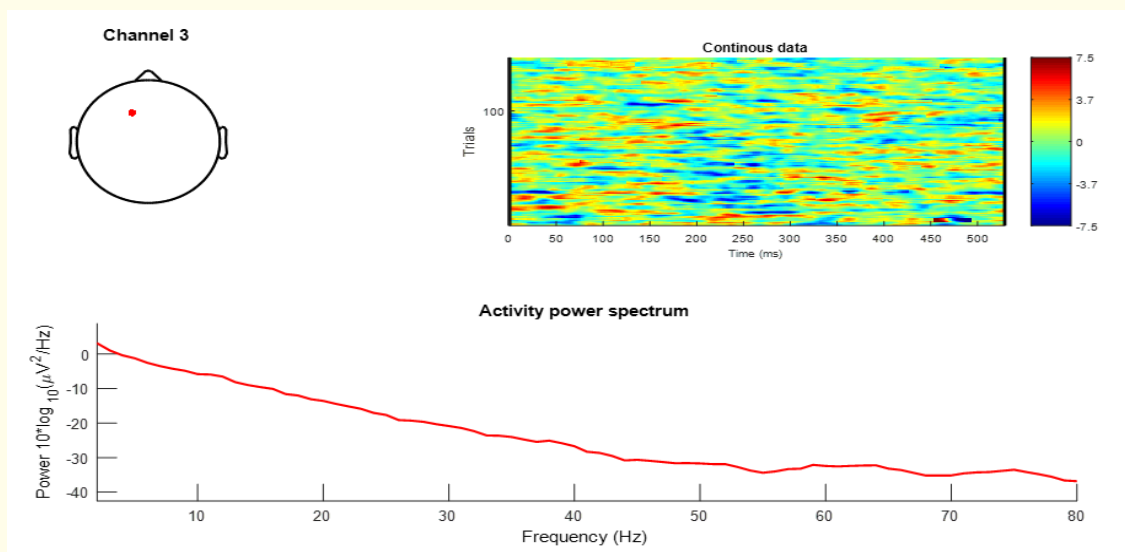 Channel 3
Continous data
Trials
100
7.5
3.7
0
-3.7
-7.5
0 50 100 150 200 250 300 350 400 450 500
Time (ms)
Activity power spectrum
Power 10*log₁₀(μV²/Hz)
0
-10
-20
-30
-40
10 20 30 40 50 60 70 80
Frequency (Hz)